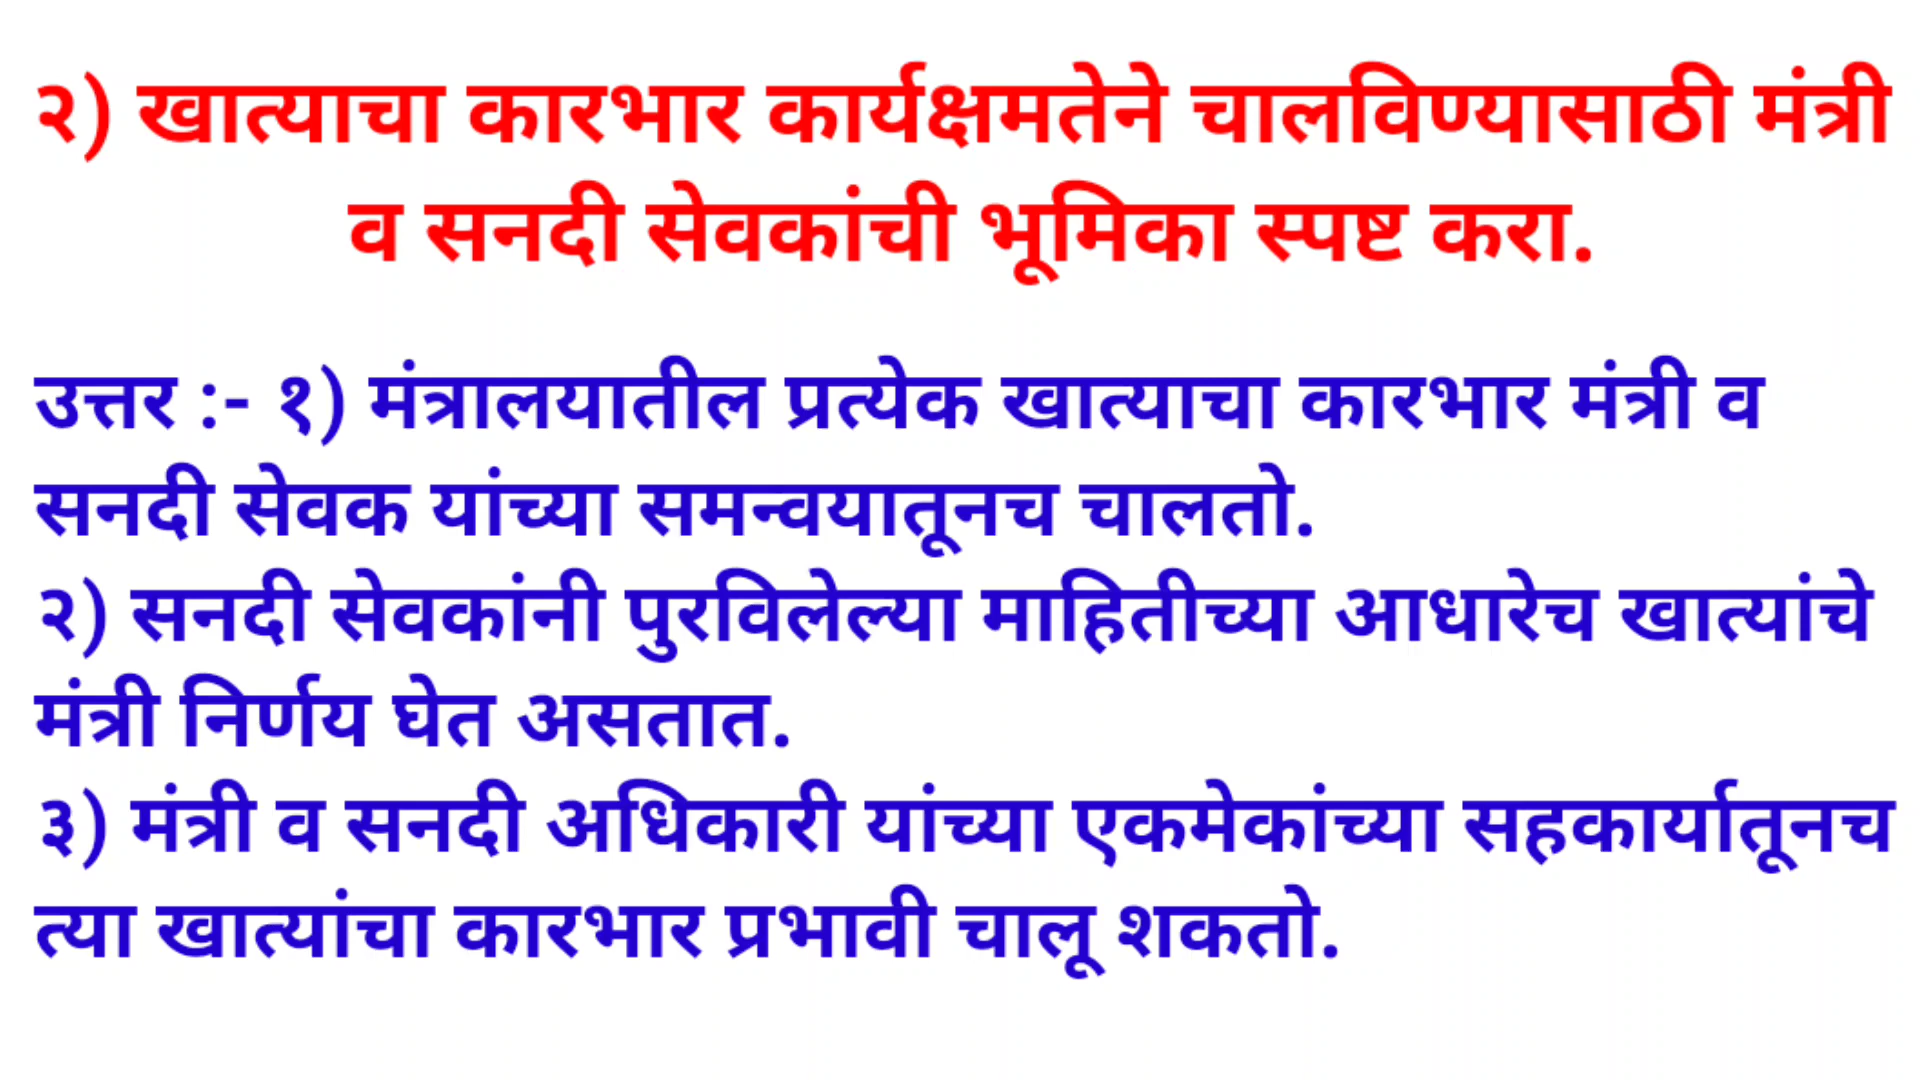 २) खात्याचा कारभार कार्यक्षमतेने चालविण्यासाठी मंत्री
व सनदी सेवकांची भूमिका स्पष्ट करा.
उत्तर :- १) मंत्रालयातील प्रत्येक खात्याचा कारभार मंत्री व
सनदी सेवक यांच्या समन्वयातूनच चालतो.
२) सनदी सेवकांनी पुरविलेल्या माहितीच्या आधारेच खात्यांचे
मंत्री निर्णय घेत असतात.
३) मंत्री व सनदी अधिकारी यांच्या एकमेकांच्या सहकार्यातूनच
त्या खात्यांचा कारभार प्रभावी चालू शकतो.